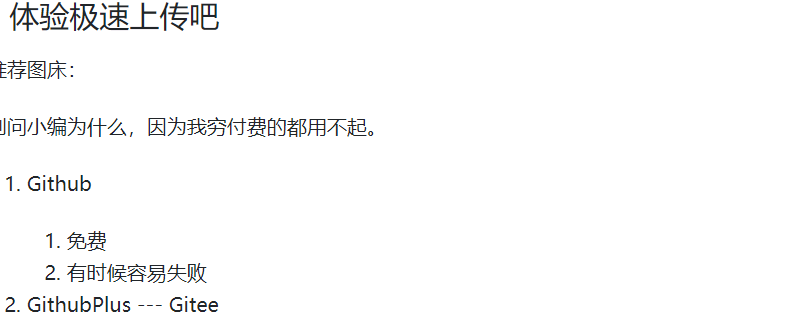 体验极速上传吧
荐图床：
问小编为什么，因为我穷付费的都用不起。
1. Github
1. 免费
2. 有时候容易失败
2. GithubPlus --- Gitee